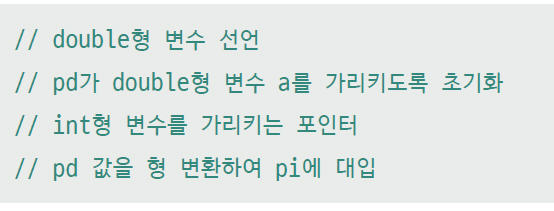 // double형 변수 선언
// pd가 double형 변수 a를 가리키도록 초기화
// int형 변수를 가리키는 포인터
// pd 값을 형 변환하여 pi에 대입